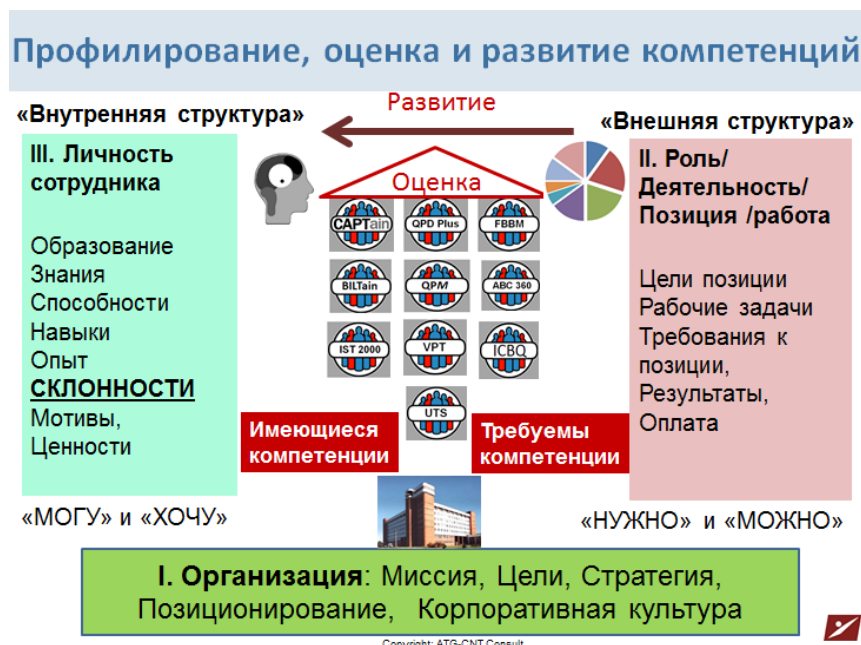 Профилирование, оценка и развитие компетенций
«Внутренняя структура»
Развитие
«Внешняя структура»
III. Личность
сотрудника
Образование
Знания
Способности
Навыки
Опыт
СКЛОННОСТИ
Мотивы,
Ценности
Оценка
CAPTain
QPD Plus
FBBM
BILTain
QPM
ABC 360
IST 2000
VPT
ICBQ
UTS
II. Роль/
Деятельность/
Позиция /работа
Цели позиции
Рабочие задачи
Требования к
позиции,
Результаты,
Оплата
Имеющиеся
компетенции
Требуемы
компетенции
«МОГУ» и «ХОЧУ»
«НУЖНО» и «МОЖНО»
I. Организация: Миссия, Цели, Стратегия,
Позиционирование, Корпоративная культура
Copyright: ATG-CNT Consult